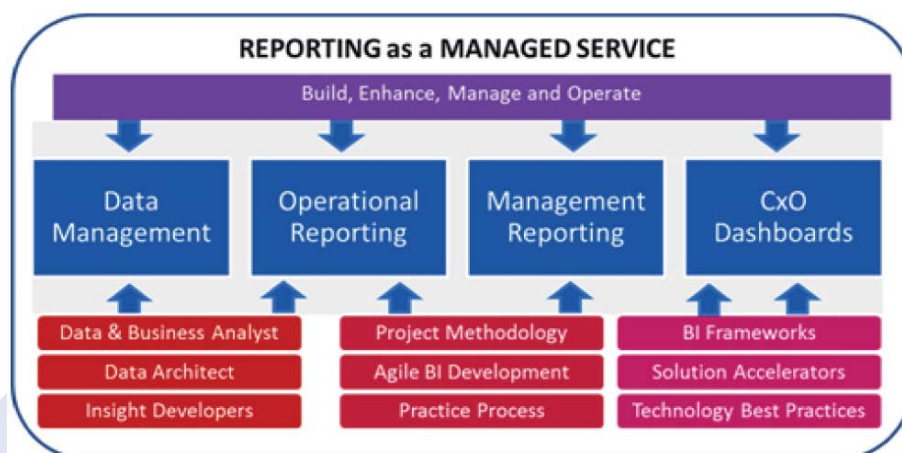 REPORTING as a MANAGED SERVICE
Build, Enhance, Manage and Operate
Data
Management
Operational
Reporting
Management
Reporting
CxO
Dashboards
Data & Business Analyst
Data Architect
Insight Developers
Project Methodology
Agile BI Development
Practice Process
BI Frameworks
Solution Accelerators
Technology Best Practices